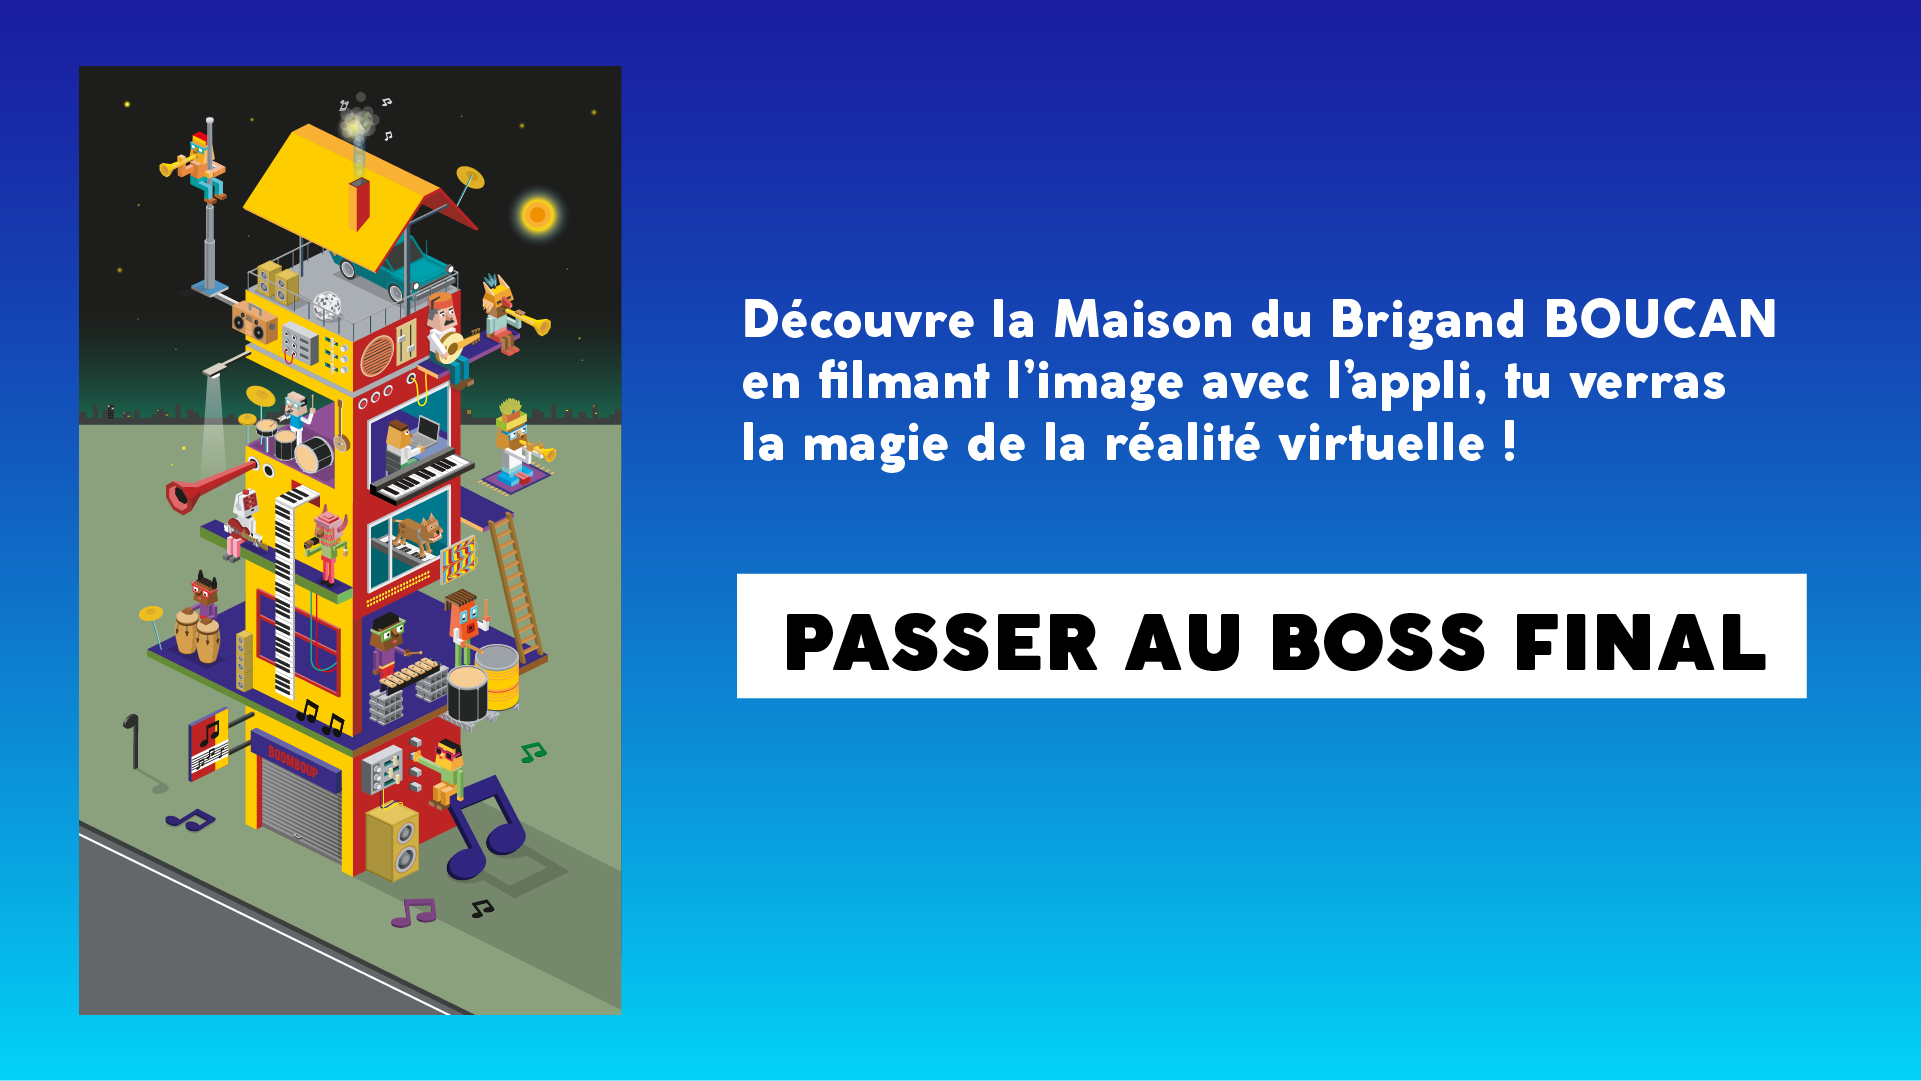 Découvre la Maison du Brigand BOUCAN
en filmant l’image avec l’appli, tu verras
la magie de la réalité virtuelle !
PASSER AU BOSS FINAL
BOOMBOUP